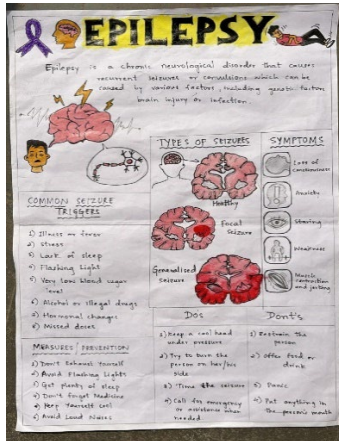 EPILEPSY
Epilepsy is a chronic neurological disorder that causes
recurrent seizures or convulsions which can be
caused by various factors, including genetic factors
brain injury or infection.
TYPES OF SEIZURES
Healthy
Focal
Seizure
Generalised
Seizure
SYMPTOMS
Loss of
consciousness
Anxiety
Staring
Weakness
Muscle
contraction
and jerking
COMMON SEIZURE
TRIGGERS
1) Illness or fever
2) Stress
3) Lack of sleep
4) Flashing Light
5) Very low blood sugar
level
6) Alcohol or illegal drugs
7) Hormonal changes
8) Missed doses
MEASURES / PREVENTION
1) Don't Exhaust Yourself
2) Avoid Flashing Lights
3) Get plenty of sleep
4) Don't forget Medicine
5) Keep Yourself cool
6) Avoid Loud Noises
Dos
1) Keep a cool head
under pressure
2) Try to turn the
person on her/his
side
3) Time the seizure
4) Call for emergency
or assistance when
needed.
Dont's
1) Restrain the
person
2) Offer food or
drink
3) Panic
4) Put anything in
the person's mouth